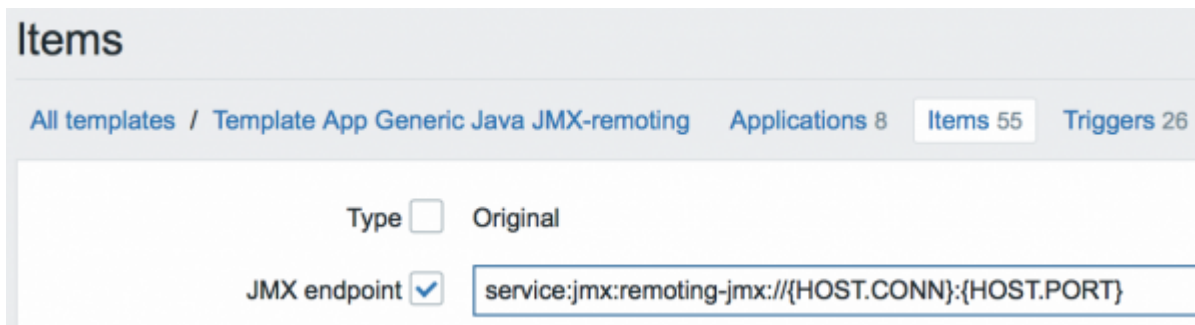 Items
All templates / Template App Generic Java JMX-remoting Applications 8 Items 55 Triggers 26
Type Original
JMX endpoint service:jmx:remoting-jmx://{HOST.CONN}:{HOST.PORT}